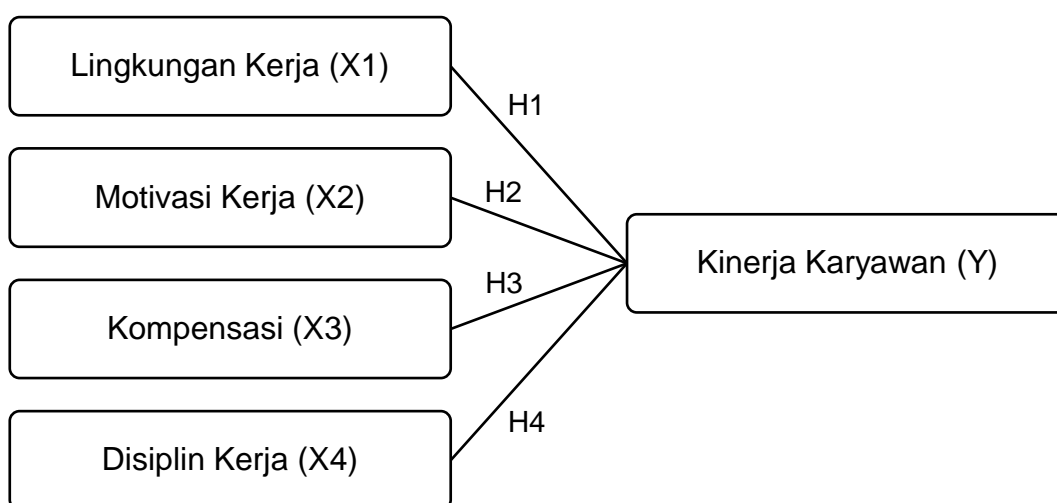 Lingkungan Kerja (X1)
H1
Motivasi Kerja (X2)
H2
Kinerja Karyawan (Y)
H3
Kompensasi (X3)
H4
Disiplin Kerja (X4)